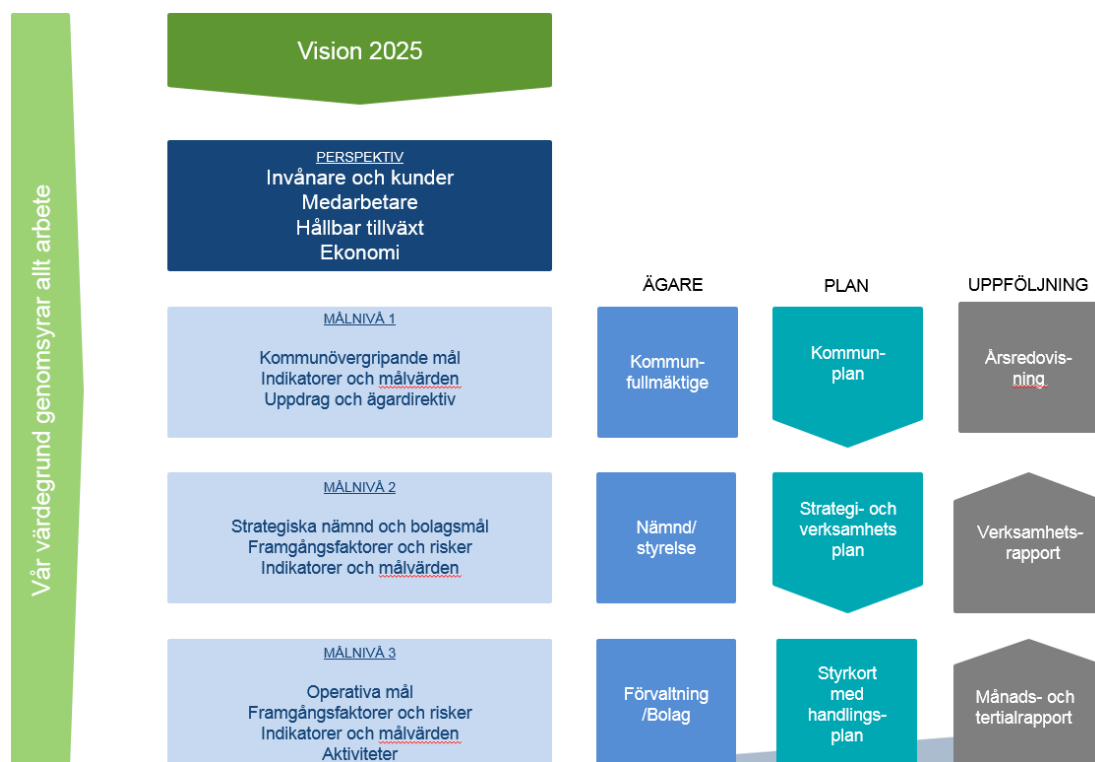 Vår värdegrund genomsyrar allt arbete
Vision 2025
PERSPEKTIV
Invånare och kunder
Medarbetare
Hållbar tillväxt
Ekonomi
ÄGARE
PLAN
UPPFÖLJNING
MÅLNIVÅ 1
Kommunövergripande mål
Indikatorer och målvärden
Uppdrag och ägardirektiv
Kommun-
fullmäktige
Kommun-
plan
Årsredovis-
ning
MÅLNIVÅ 2
Strategiska nämnd och bolagsmål
Framgångsfaktorer och risker
Indikatorer och målvärden
Nämnd/
styrelse
Strategi- och
verksamhets
plan
Verksamhets-
rapport
MÅLNIVÅ 3
Operativa mål
Framgångsfaktorer och risker
Indikatorer och målvärden
Aktiviteter
Förvaltning
/Bolag
Styrkort
med
handlings-
plan
Månads- och
tertialrapport